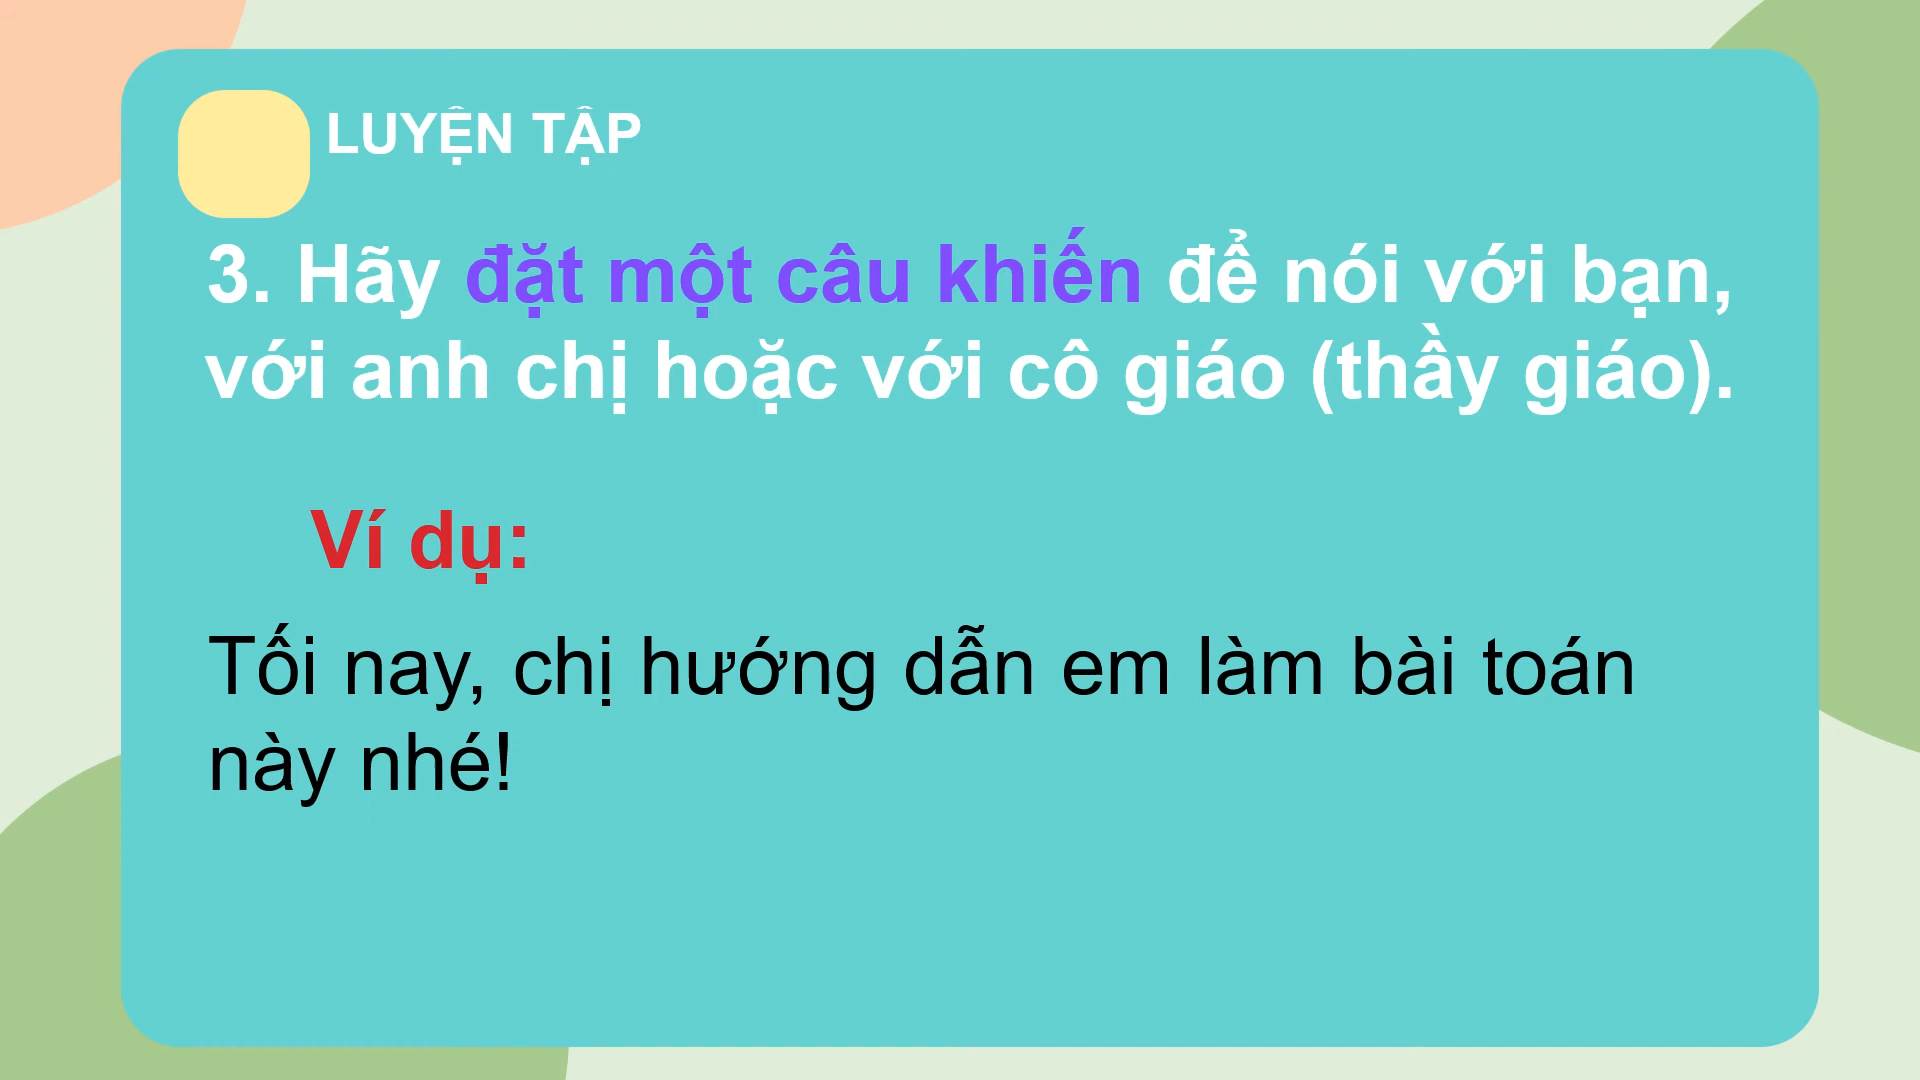 LUYỆN TẬP
3. Hãy đặt một câu khiến để nói với bạn,
với anh chị hoặc với cô giáo (thầy giáo).
Ví dụ:
Tối nay, chị hướng dẫn em làm bài toán
này nhé!